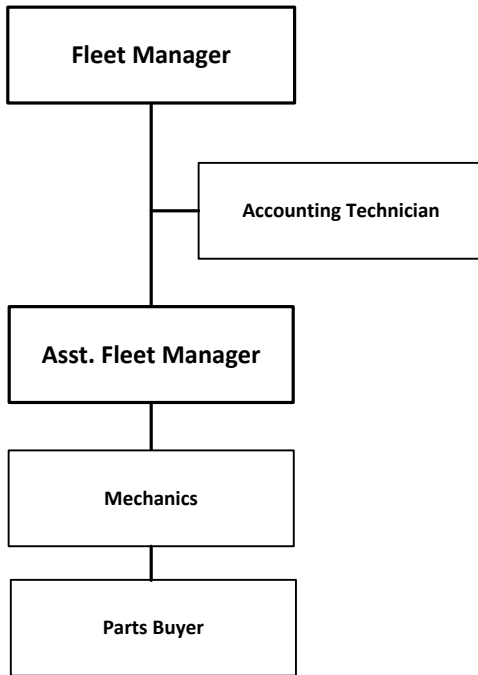 Fleet Manager
Accounting Technician
Asst. Fleet Manager
Mechanics
Parts Buyer